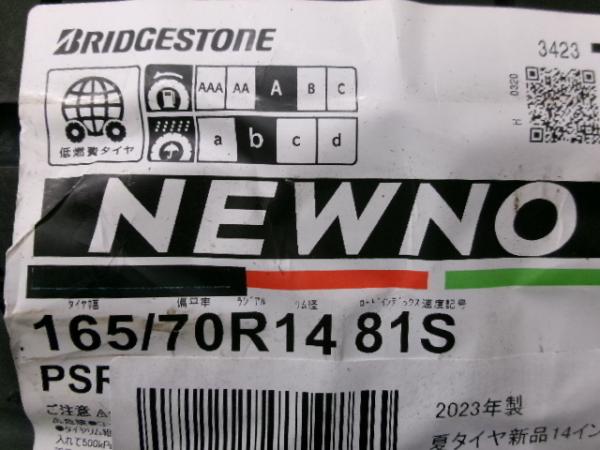 BRIDGESTONE
3423
H 0320
AAA AA A B C
低燃費タイヤ
a b c d
NEWNO
タイヤ幅 偏平率 ラジアル リム径 ロードインデックス 速度記号
165/70R14 81S
PSR
ご注意
2023年製
夏タイヤ新品14イン